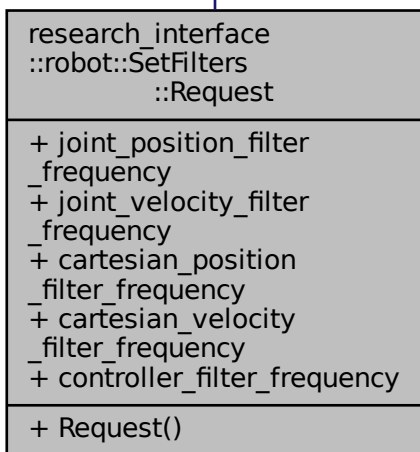 research_interface
::robot::SetFilters
::Request
+ joint_position_filter
_frequency
+ joint_velocity_filter
_frequency
+ cartesian_position
_filter_frequency
+ cartesian_velocity
_filter_frequency
+ controller_filter_frequency
+ Request()